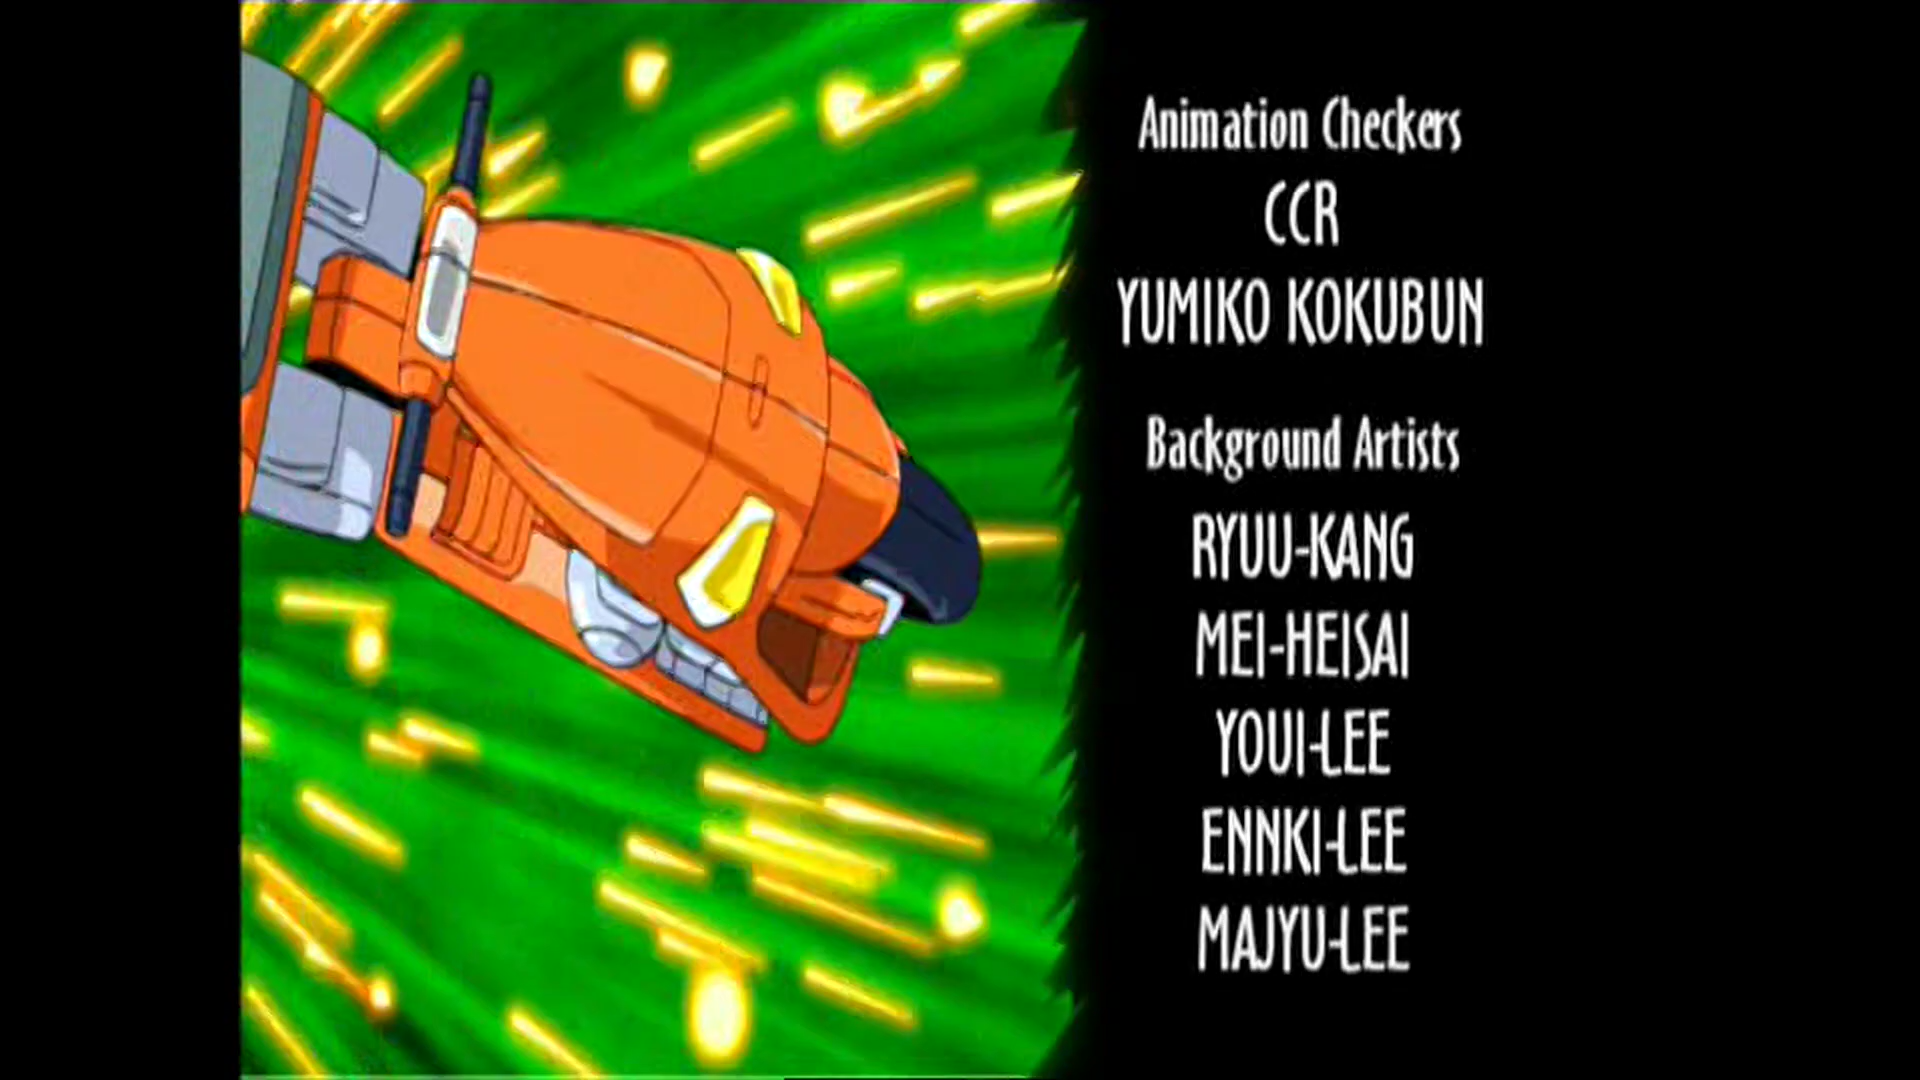 Animation Checkers
CCR
YUMIKO KOKUBUN
Background Artists
RYUU-KANG
MEI-HEISAI
YOUI-LEE
ENNKI-LEE
MAJYU-LEE